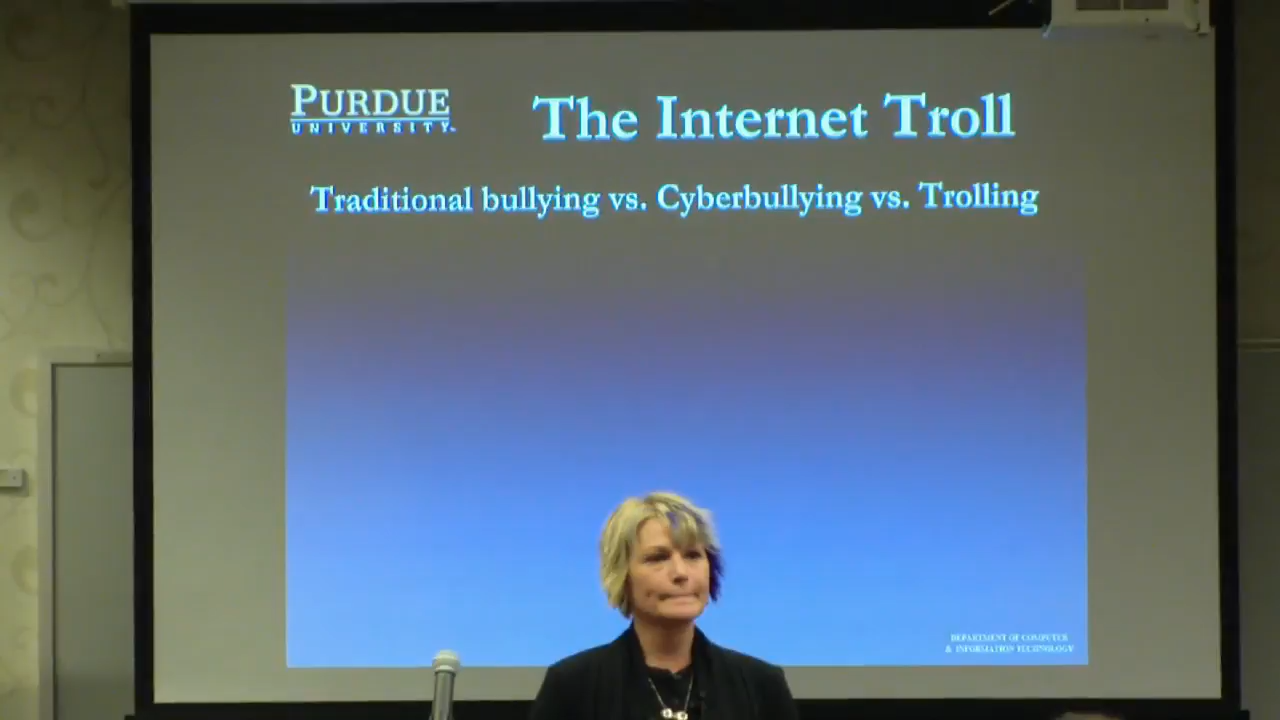 PURDUE
UNIVERSITY
The Internet Troll
Traditional bullying vs. Cyberbullying vs. Trolling
DEPARTMENT OF COMPUTER
& INFORMATION TECHNOLOGY